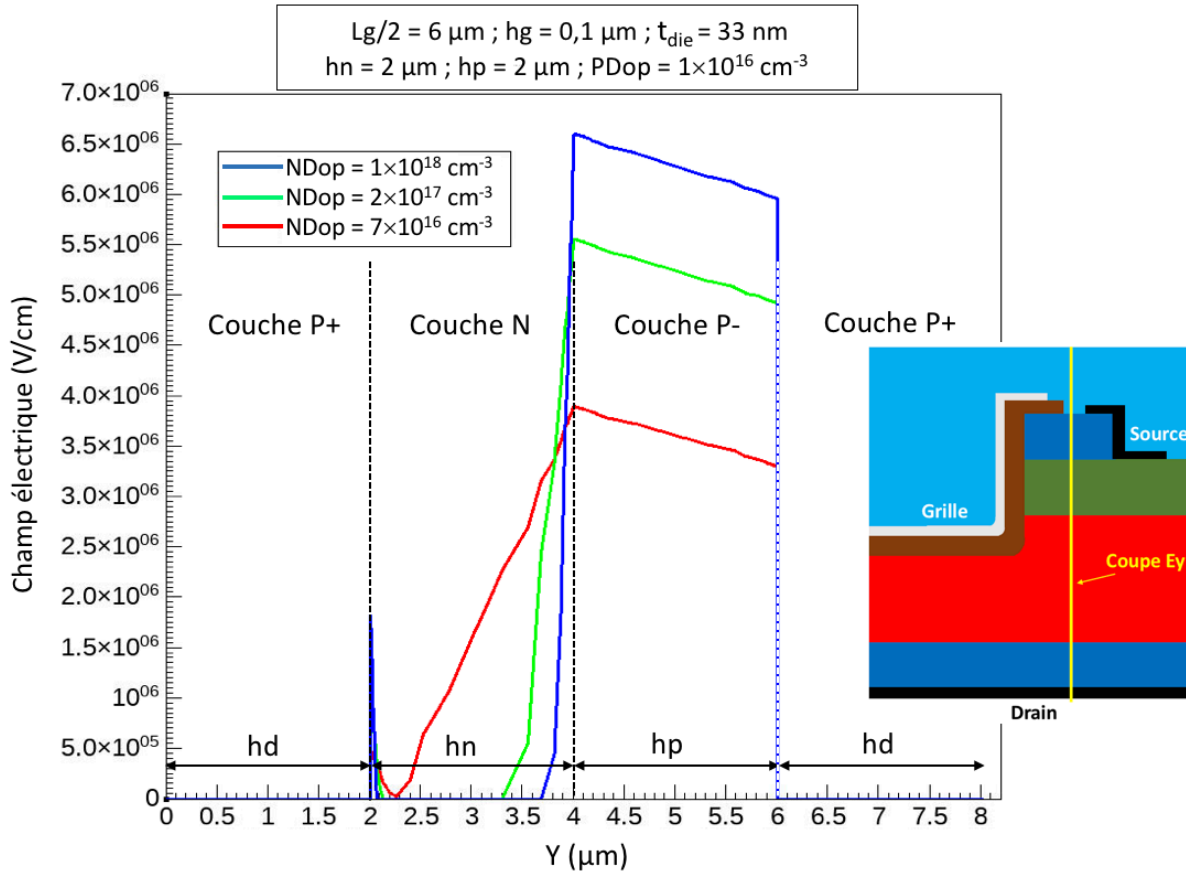 Lg/2 = 6 µm ; hg = 0,1 µm ; t_die = 33 nm
hn = 2 µm ; hp = 2 µm ; PDop = 1×10¹⁶ cm⁻³
7.0×10⁰⁶
6.5×10⁰⁶
6.0×10⁰⁶
5.5×10⁰⁶
5.0×10⁰⁶
4.5×10⁰⁶
4.0×10⁰⁶
3.5×10⁰⁶
3.0×10⁰⁶
2.5×10⁰⁶
2.0×10⁰⁶
1.5×10⁰⁶
1×10⁰⁶
5.0×10⁰⁵
0
Champ électrique (V/cm)
NDop = 1×10¹⁸ cm⁻³
NDop = 2×10¹⁷ cm⁻³
NDop = 7×10¹⁶ cm⁻³
Couche P+
Couche N
Couche P-
Couche P+
Source
Grille
Coupe Ey
Drain
hd
hn
hp
hd
0 0.5 1 1.5 2 2.5 3 3.5 4 4.5 5 5.5 6 6.5 7 7.5 8
Y (µm)